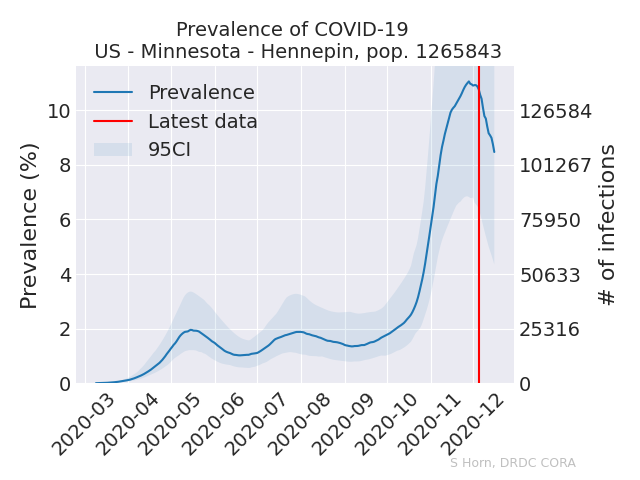 Prevalence of COVID-19
US - Minnesota - Hennepin, pop. 1265843
Prevalence
Latest data
95CI
Prevalence (%)
10
8
6
4
2
0
126584
101267
75950
50633
25316
0
# of infections
2020-03
2020-04
2020-05
2020-06
2020-07
2020-08
2020-09
2020-10
2020-11
2020-12
S Horn, DRDC CORA